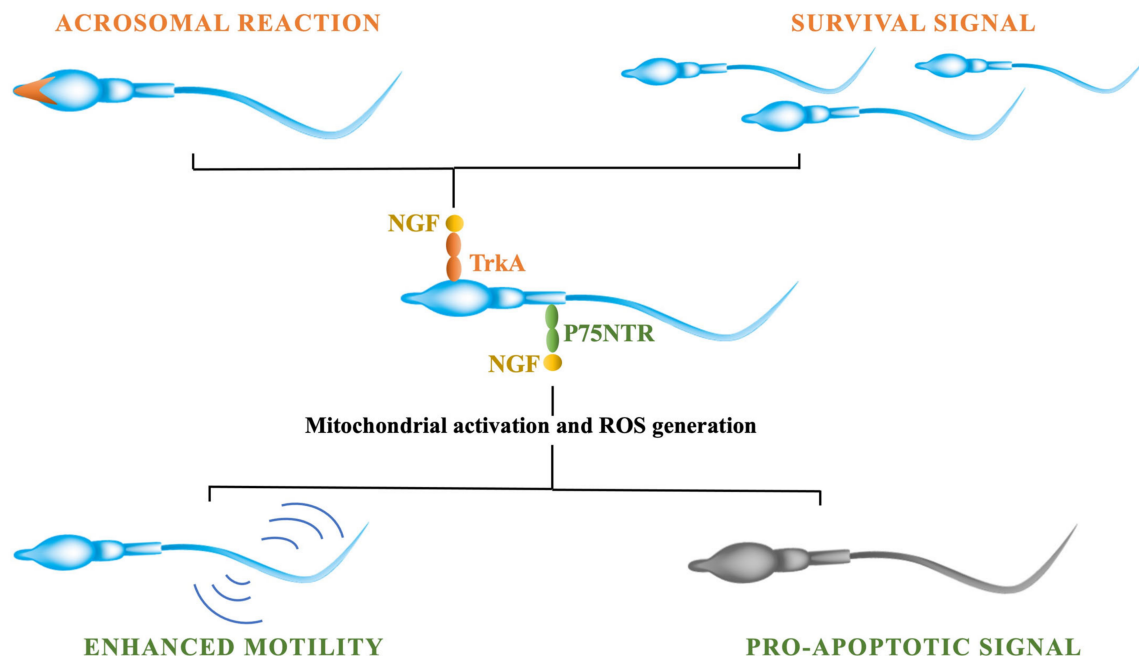 ACROSOMAL REACTION
SURVIVAL SIGNAL
NGF
TrkA
P75NTR
NGF
Mitochondrial activation and ROS generation
ENHANCED MOTILITY
PRO-APOPTOTIC SIGNAL